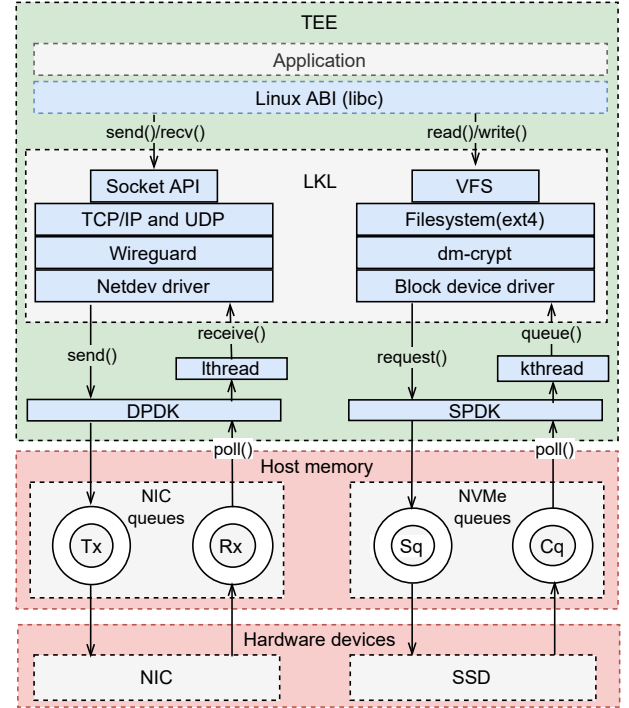 TEE
Application
Linux ABI (libc)
send()/recv()
read()/write()
LKL
Socket API
VFS
TCP/IP and UDP
Filesystem(ext4)
Wireguard
dm-crypt
Netdev driver
Block device driver
send()
receive()
request()
queue()
lthread
kthread
DPDK
SPDK
poll()
poll()
Host memory
NIC
queues
NVMe
queues
Tx
Rx
Sq
Cq
Hardware devices
NIC
SSD